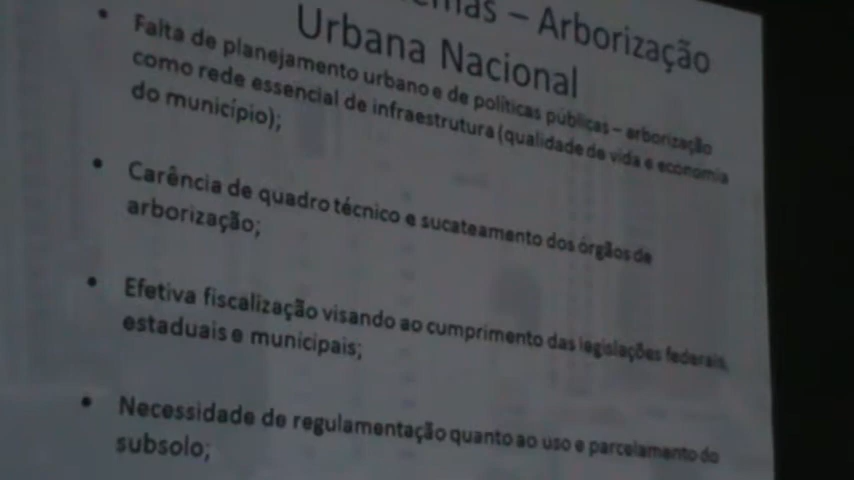 – Arborização
Urbana Nacional
• Falta de planejamento urbano e de políticas públicas – arborização
como rede essencial de infraestrutura (qualidade de vida e economia
do município);
• Carência de quadro técnico e sucateamento dos órgãos de
arborização;
• Efetiva fiscalização visando ao cumprimento das legislações federais,
estaduais e municipais;
• Necessidade de regulamentação quanto ao uso e parcelamento do
subsolo;